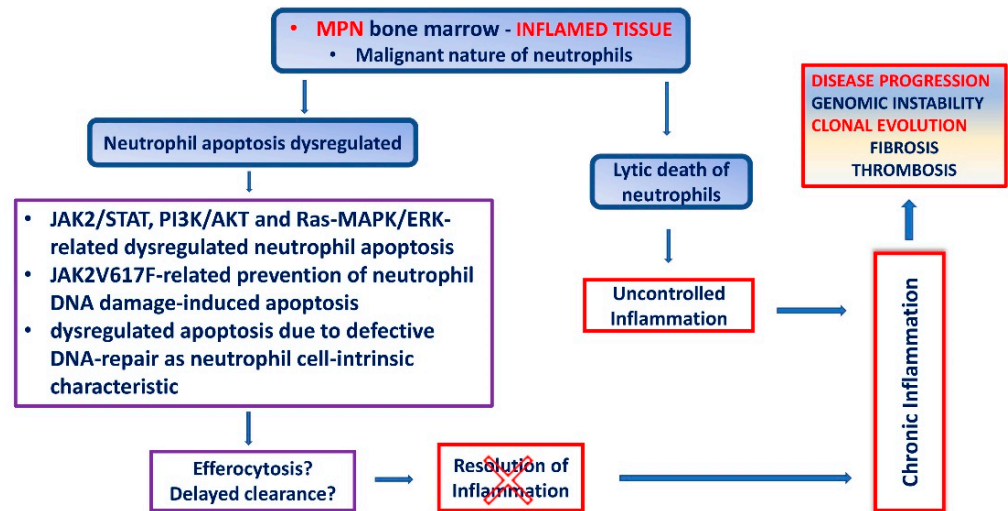 • MPN bone marrow - INFLAMED TISSUE
• Malignant nature of neutrophils
Neutrophil apoptosis dysregulated
• JAK2/STAT, PI3K/AKT and Ras-MAPK/ERK-
related dysregulated neutrophil apoptosis
• JAK2V617F-related prevention of neutrophil
DNA damage-induced apoptosis
• dysregulated apoptosis due to defective
DNA-repair as neutrophil cell-intrinsic
characteristic
Efferocytosis?
Delayed clearance?
Resolution of
Inflammation
Lytic death of
neutrophils
Uncontrolled
Inflammation
Chronic Inflammation
DISEASE PROGRESSION
GENOMIC INSTABILITY
CLONAL EVOLUTION
FIBROSIS
THROMBOSIS